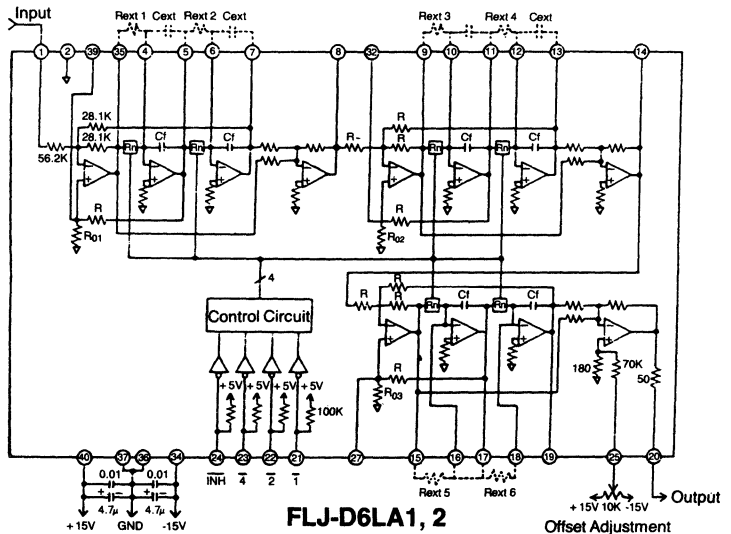 Input
Rext 1 Cext Rext 2 Cext
Rext 3 Cext Rext 4 Cext
1 2 39 35 4 5 6 7 8 32 9 10 11 12 13 14
28.1K
28.1K
56.2K
Rn
Cf
Rn
Cf
R
R01
R-
R
R
Rn
Cf
Rn
Cf
R
R02
4
Control Circuit
+5V +5V +5V +5V
100K
R
R
R
Rn
Cf
Rn
Cf
R
R03
180
70K
50
40 37 36 34 24 23 22 21 27 15 16 17 18 19 25 20
INH 4 2 1
0.01 0.01
+ - + -
4.7μ 4.7μ
+15V GND -15V
Rext 5 Rext 6
+15V 10K -15V
Output
Offset Adjustment
FLJ-D6LA1, 2